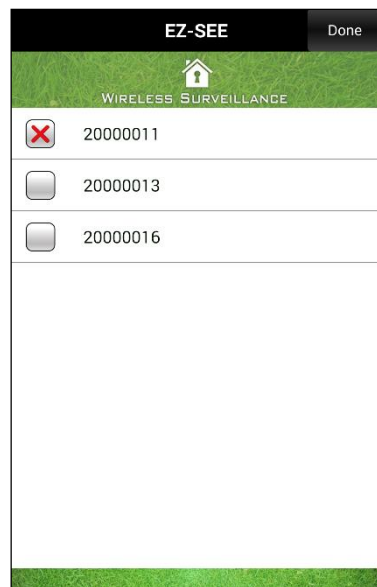 EZ-SEE
Done
WIRELESS SURVEILLANCE
20000011
20000013
20000016